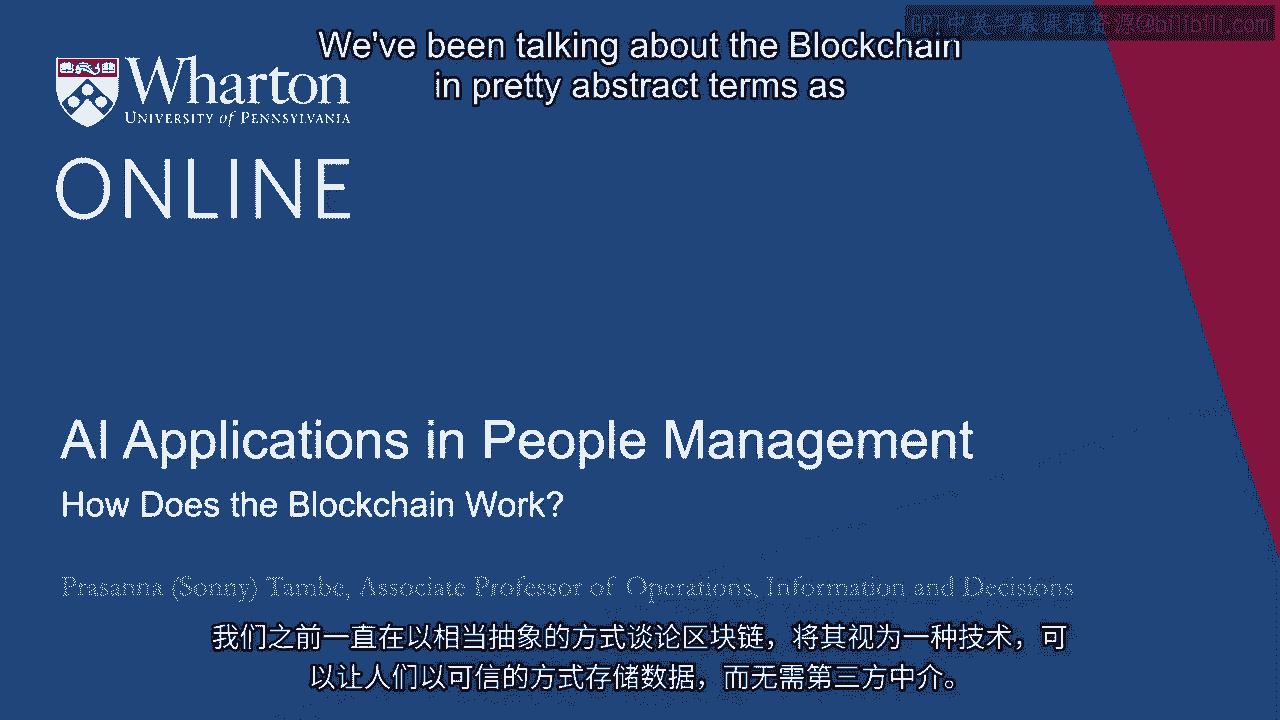 GPT中英字幕课程资源@bilibili.com
We've been talking about the Blockchain
in pretty abstract terms as
Wharton
UNIVERSITY of PENNSYLVANIA
ONLINE
AI Applications in People Management
How Does the Blockchain Work?
Prasanna (Sonny) Tambe, Associate Professor of Operations, Information and Decisions
我们之前一直在以相当抽象的方式谈论区块链，将其视为一种技术，可
以让人们以可信的方式存储数据，而无需第三方中介。